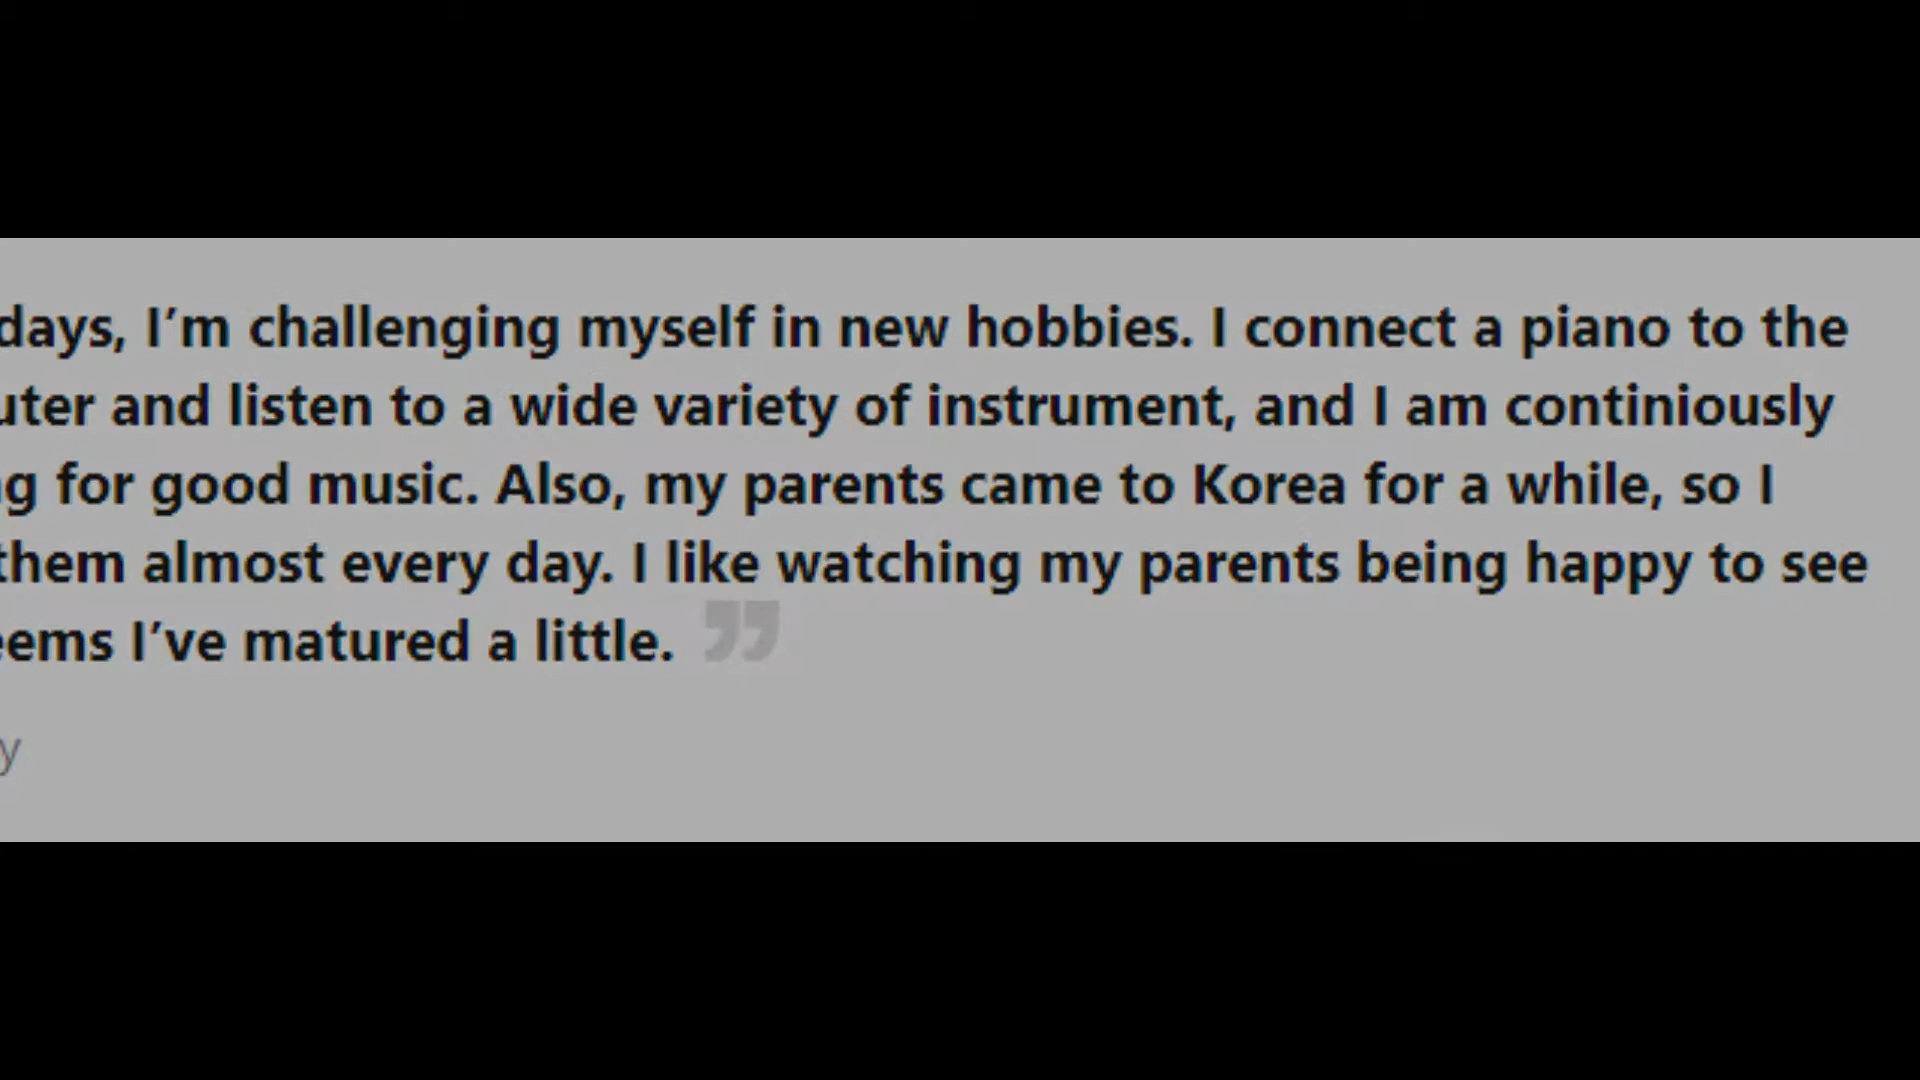 days, I’m challenging myself in new hobbies. I connect a piano to the
uter and listen to a wide variety of instrument, and I am continiously
g for good music. Also, my parents came to Korea for a while, so I
them almost every day. I like watching my parents being happy to see
eems I’ve matured a little. ”
y